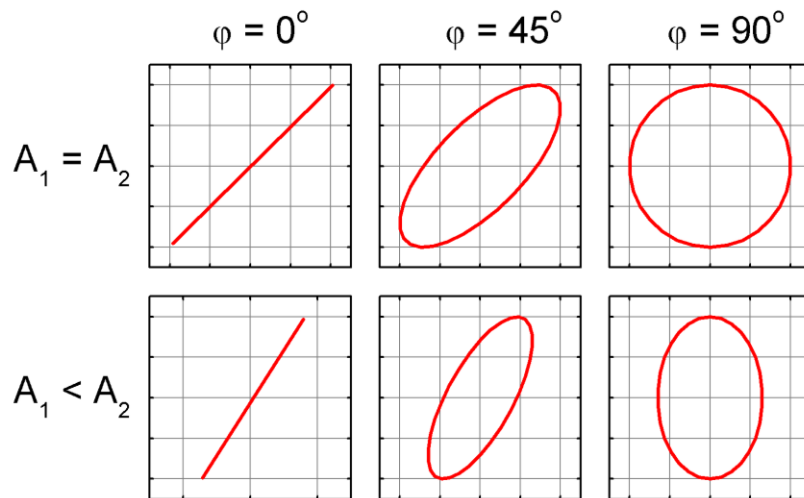 φ = 0° φ = 45° φ = 90°
A₁ = A₂
A₁ < A₂